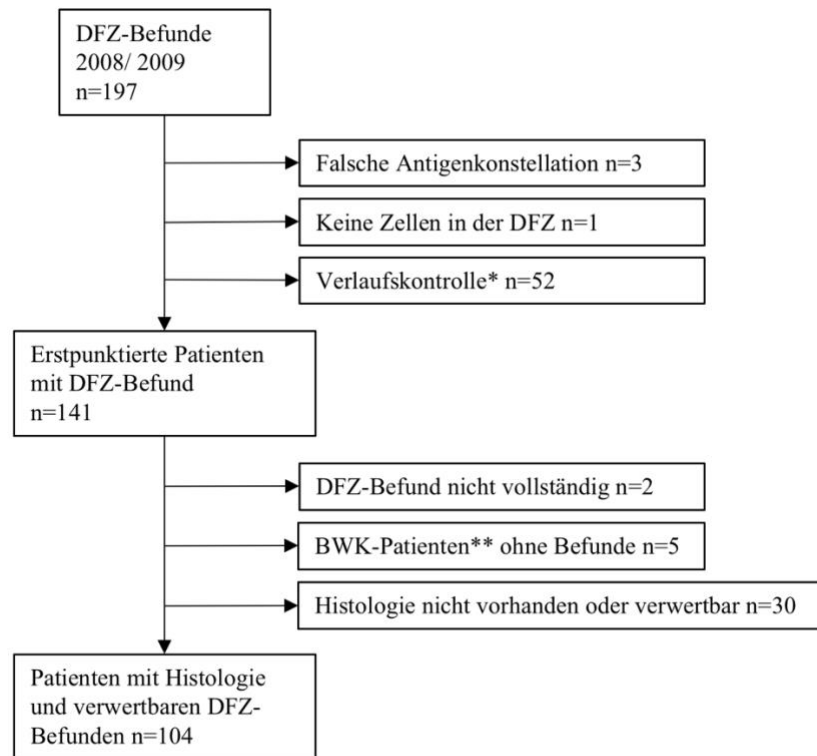 DFZ-Befunde
2008/ 2009
n=197
Falsche Antigenkonstellation n=3
Keine Zellen in der DFZ n=1
Verlaufskontrolle* n=52
Erstpunktierte Patienten
mit DFZ-Befund
n=141
DFZ-Befund nicht vollständig n=2
BWK-Patienten** ohne Befunde n=5
Histologie nicht vorhanden oder verwertbar n=30
Patienten mit Histologie
und verwertbaren DFZ-
Befunden n=104